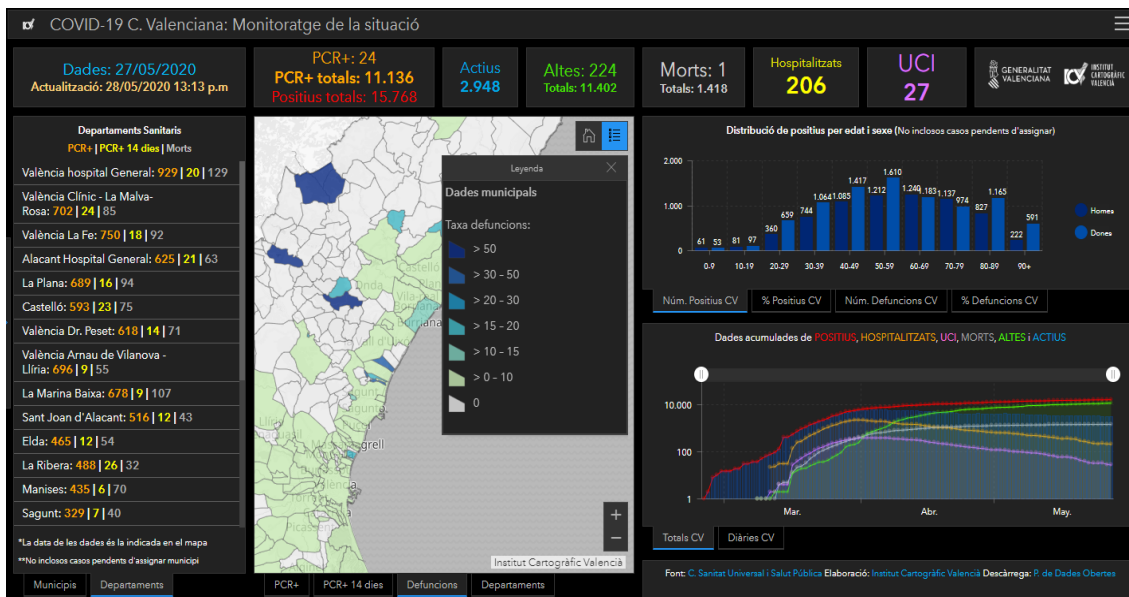 COVID-19 C. Valenciana: Monitoratge de la situació
Dades: 27/05/2020
Actualització: 28/05/2020 13:13 p.m
PCR+: 24
PCR+ totals: 11.136
Positius totals: 15.768
Actius
2.948
Altes: 224
Totals: 11.402
Morts: 1
Totals: 1.418
Hospitalitzats
206
UCI
27
GENERALITAT
VALENCIANA
ICV
INSTITUT
CARTOGRÀFIC
VALENCIÀ
Departaments Sanitaris
PCR+ | PCR+ 14 dies | Morts
València hospital General: 929 | 20 | 129
València Clínic - La Malva-
Rosa: 702 | 24 | 85
València La Fe: 750 | 18 | 92
Alacant Hospital General: 625 | 21 | 63
La Plana: 689 | 16 | 94
Castelló: 593 | 23 | 75
València Dr. Peset: 618 | 14 | 71
València Arnau de Vilanova -
Llíria: 696 | 9 | 55
La Marina Baixa: 678 | 9 | 107
Sant Joan d'Alacant: 516 | 12 | 43
Elda: 465 | 12 | 54
La Ribera: 488 | 26 | 32
Manises: 435 | 6 | 70
Sagunt: 329 | 7 | 40
*La data de les dades és la indicada en el mapa
**No inclosos casos pendents d'assignar municipi
Municipis
Departaments
Leyenda
Dades municipals
Taxa defuncions:
> 50
> 30 - 50
> 20 - 30
> 15 - 20
> 10 - 15
> 0 - 10
0
Castelló
Onda
Institut Cartogràfic Valencià
PCR+
PCR+ 14 dies
Defuncions
Departaments
Distribució de positius per edat i sexe (No inclosos casos pendents d'assignar)
2.000
1.000
0
61 53 81 97 360 659 744 1.064 1.085 1.417 1.212 1.610 1.240 1.183 1.137 974 827 1.165 222 591
0-9 10-19 20-29 30-39 40-49 50-59 60-69 70-79 80-89 90+
Homes
Dones
Núm. Positius CV
% Positius CV
Núm. Defuncions CV
% Defuncions CV
Dades acumulades de POSITIUS, HOSPITALITZATS, UCI, MORTS, ALTES i ACTIUS
10.000
100
1
Mar. Abr. May.
Totals CV
Diàries CV
Font: C. Sanitat Universal i Salut Pública Elaboració: Institut Cartogràfic Valencià Descàrrega: P. de Dades Obertes